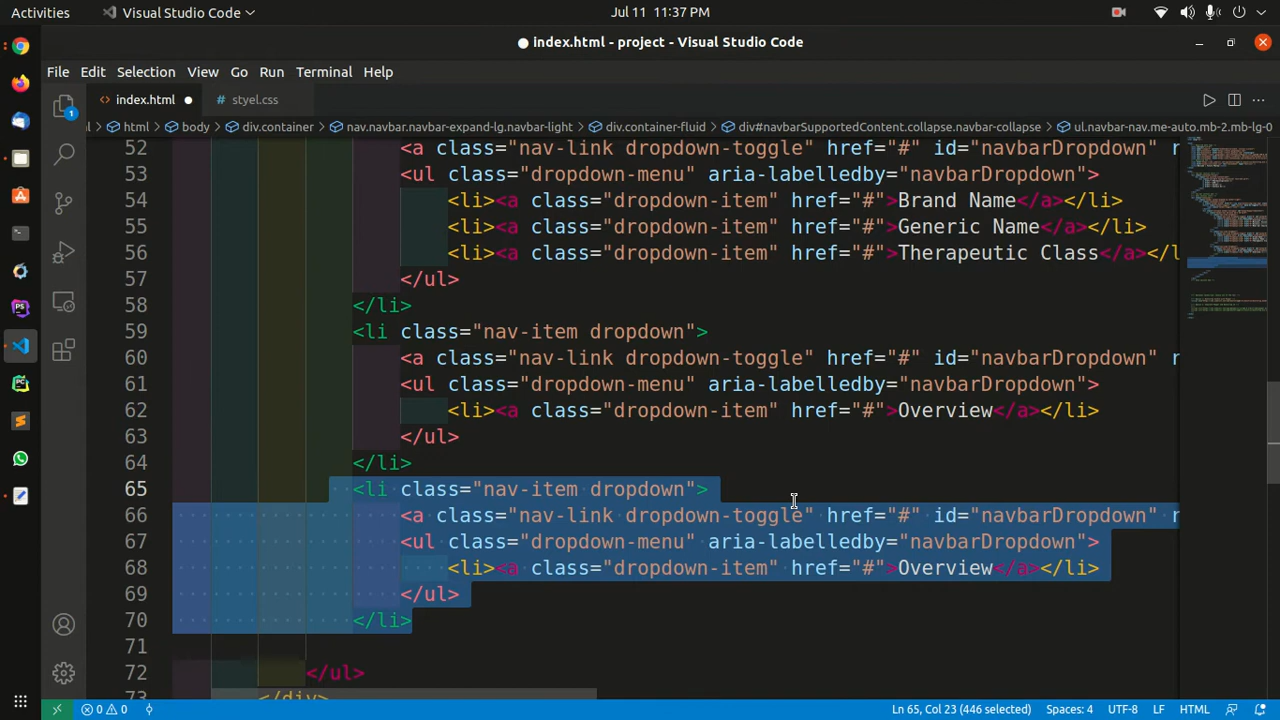 Activities
Visual Studio Code
Jul 11 11:37 PM
● index.html - project - Visual Studio Code
File Edit Selection View Go Run Terminal Help
index.html ●
# styel.css
html > body > div.container > nav.navbar.navbar-expand-lg.navbar-light > div.container-fluid > div#navbarSupportedContent.collapse.navbar-collapse > ul.navbar-nav.me-auto.mb-2.mb-lg-0
52 <a class="nav-link dropdown-toggle" href="#" id="navbarDropdown" r
53 <ul class="dropdown-menu" aria-labelledby="navbarDropdown">
54 <li><a class="dropdown-item" href="#">Brand Name</a></li>
55 <li><a class="dropdown-item" href="#">Generic Name</a></li>
56 <li><a class="dropdown-item" href="#">Therapeutic Class</a></l
57 </ul>
58 </li>
59 <li class="nav-item dropdown">
60 <a class="nav-link dropdown-toggle" href="#" id="navbarDropdown" r
61 <ul class="dropdown-menu" aria-labelledby="navbarDropdown">
62 <li><a class="dropdown-item" href="#">Overview</a></li>
63 </ul>
64 </li>
65 <li class="nav-item dropdown">
66 <a class="nav-link dropdown-toggle" href="#" id="navbarDropdown" r
67 <ul class="dropdown-menu" aria-labelledby="navbarDropdown">
68 <li><a class="dropdown-item" href="#">Overview</a></li>
69 </ul>
70 </li>
71
72 </ul>
73 </div>
0 0 Ln 65, Col 23 (446 selected) Spaces: 4 UTF-8 LF HTML